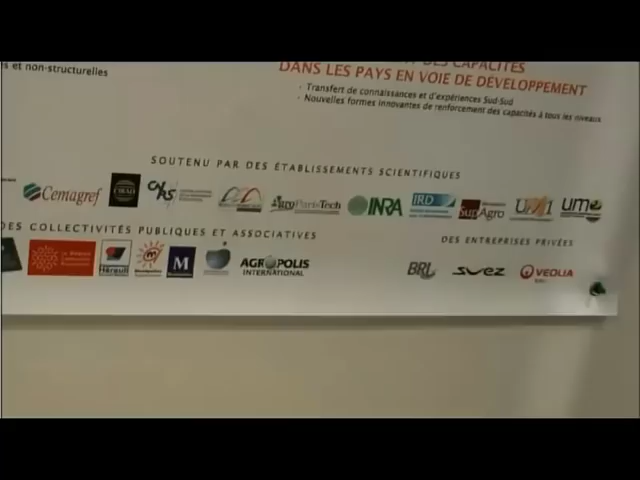 s et non-structurelles
DES CAPACITÉS
DANS LES PAYS EN VOIE DE DÉVELOPPEMENT
- Transfert de connaissances et d'expériences Sud-Sud
- Nouvelles formes innovantes de renforcement des capacités à tous les niveaux
SOUTENU PAR DES ÉTABLISSEMENTS SCIENTIFIQUES
Cemagref CIRAD CNRS AgroParisTech INRA IRD SupAgro UM1 um2
DES COLLECTIVITÉS PUBLIQUES ET ASSOCIATIVES
Hérault M AGROPOLIS
INTERNATIONAL
DES ENTREPRISES PRIVÉES
BRL SUEZ VEOLIA